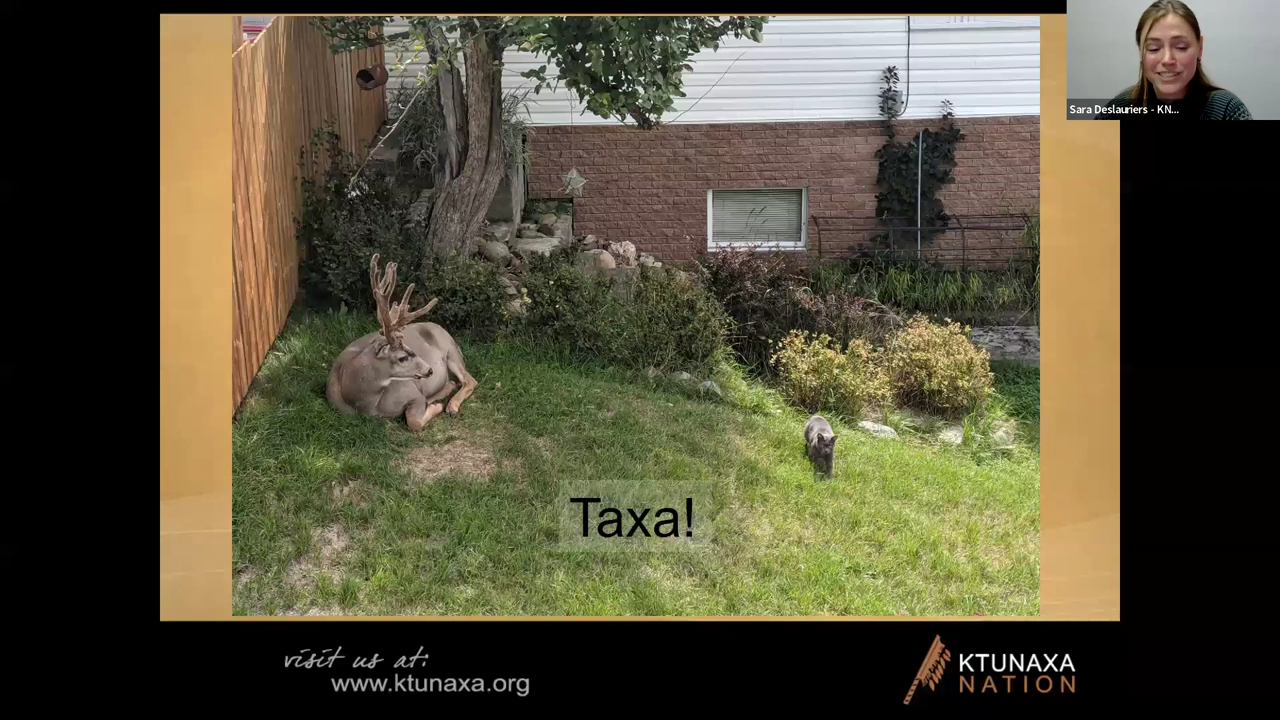 Sara Deslauriers - KN...
Taxa!
visit us at:
www.ktunaxa.org
KTUNAXA
NATION